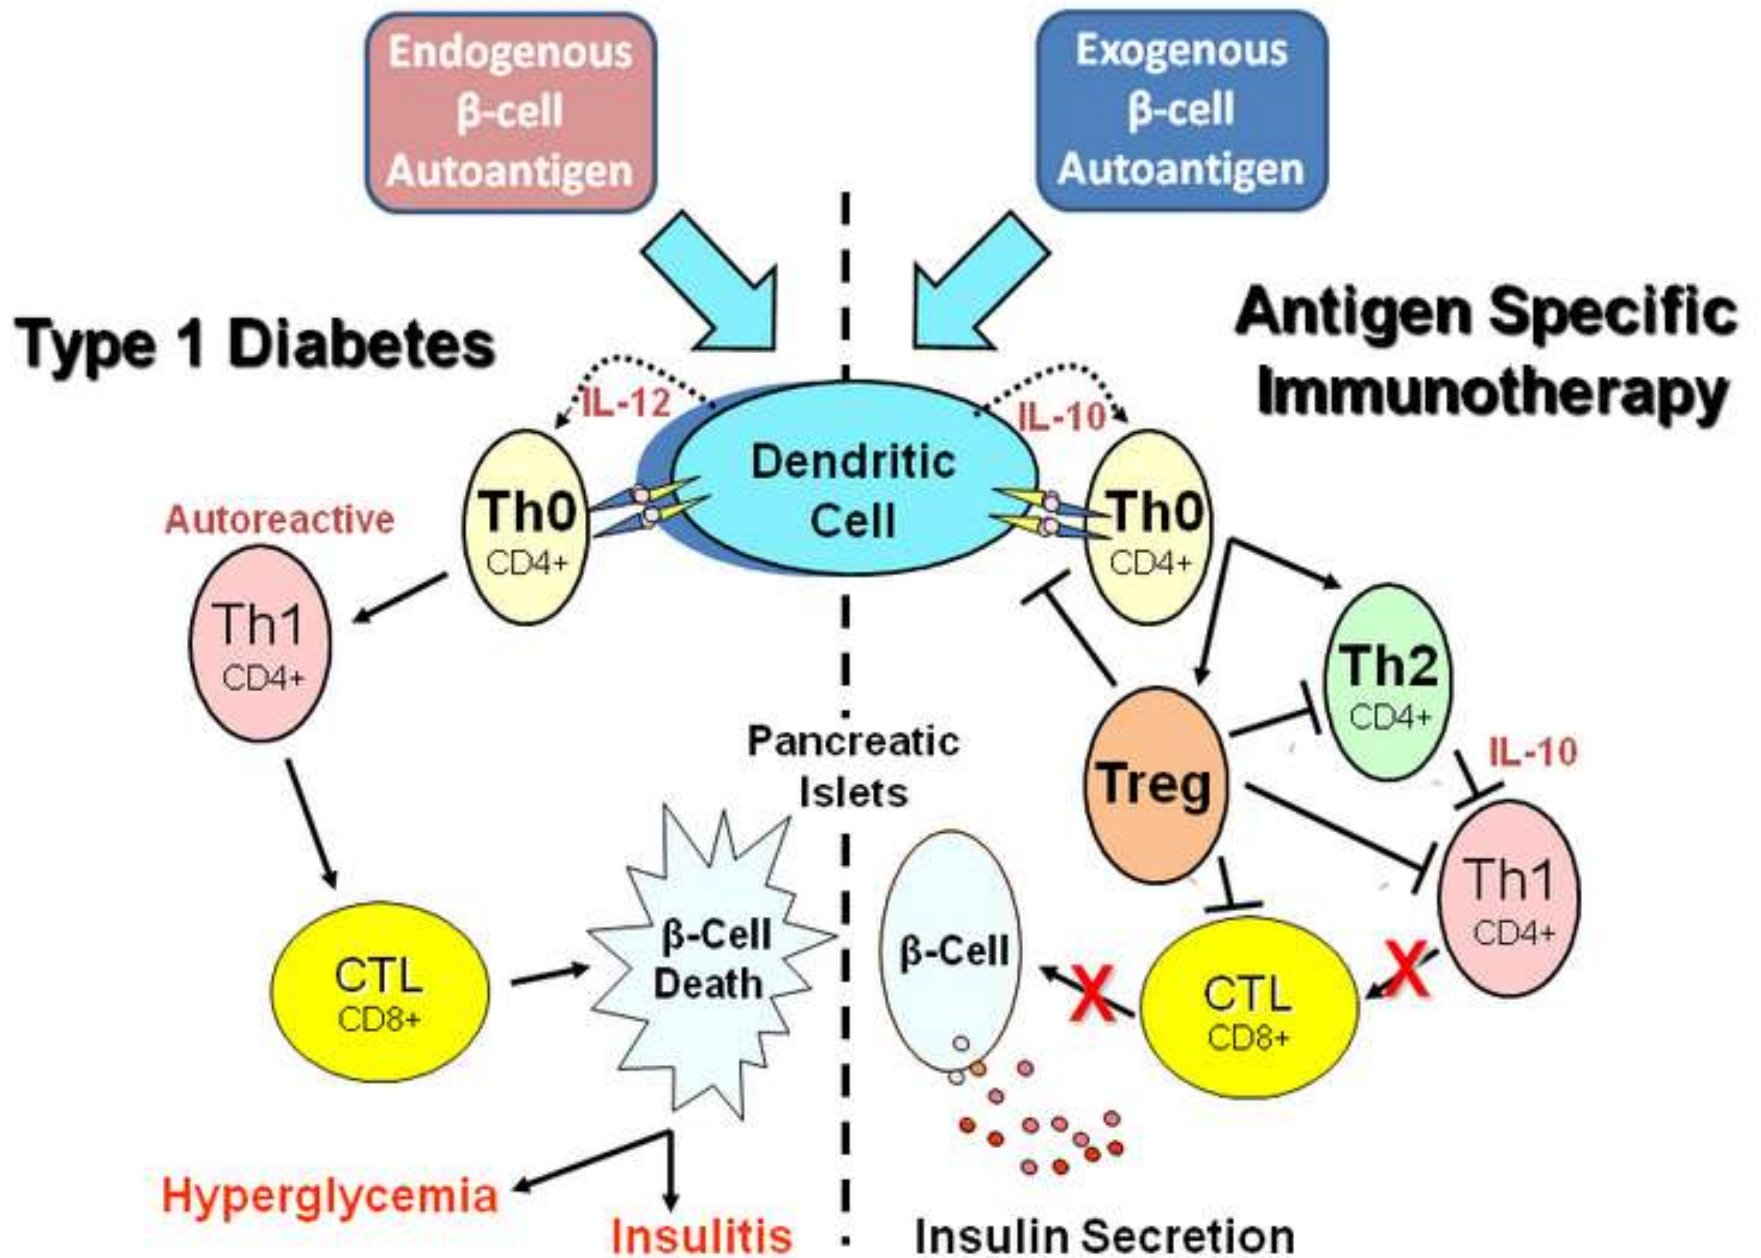 Endogenous
β-cell
Autoantigen
Exogenous
β-cell
Autoantigen
Type 1 Diabetes
Antigen Specific
Immunotherapy
IL-12
IL-10
Dendritic
Cell
Th0
CD4+
Th0
CD4+
Autoreactive
Th1
CD4+
Th2
CD4+
Pancreatic
Islets
Treg
IL-10
Th1
CD4+
β-Cell
Death
β-Cell
CTL
CD8+
CTL
CD8+
X
X
Hyperglycemia
Insulitis
Insulin Secretion